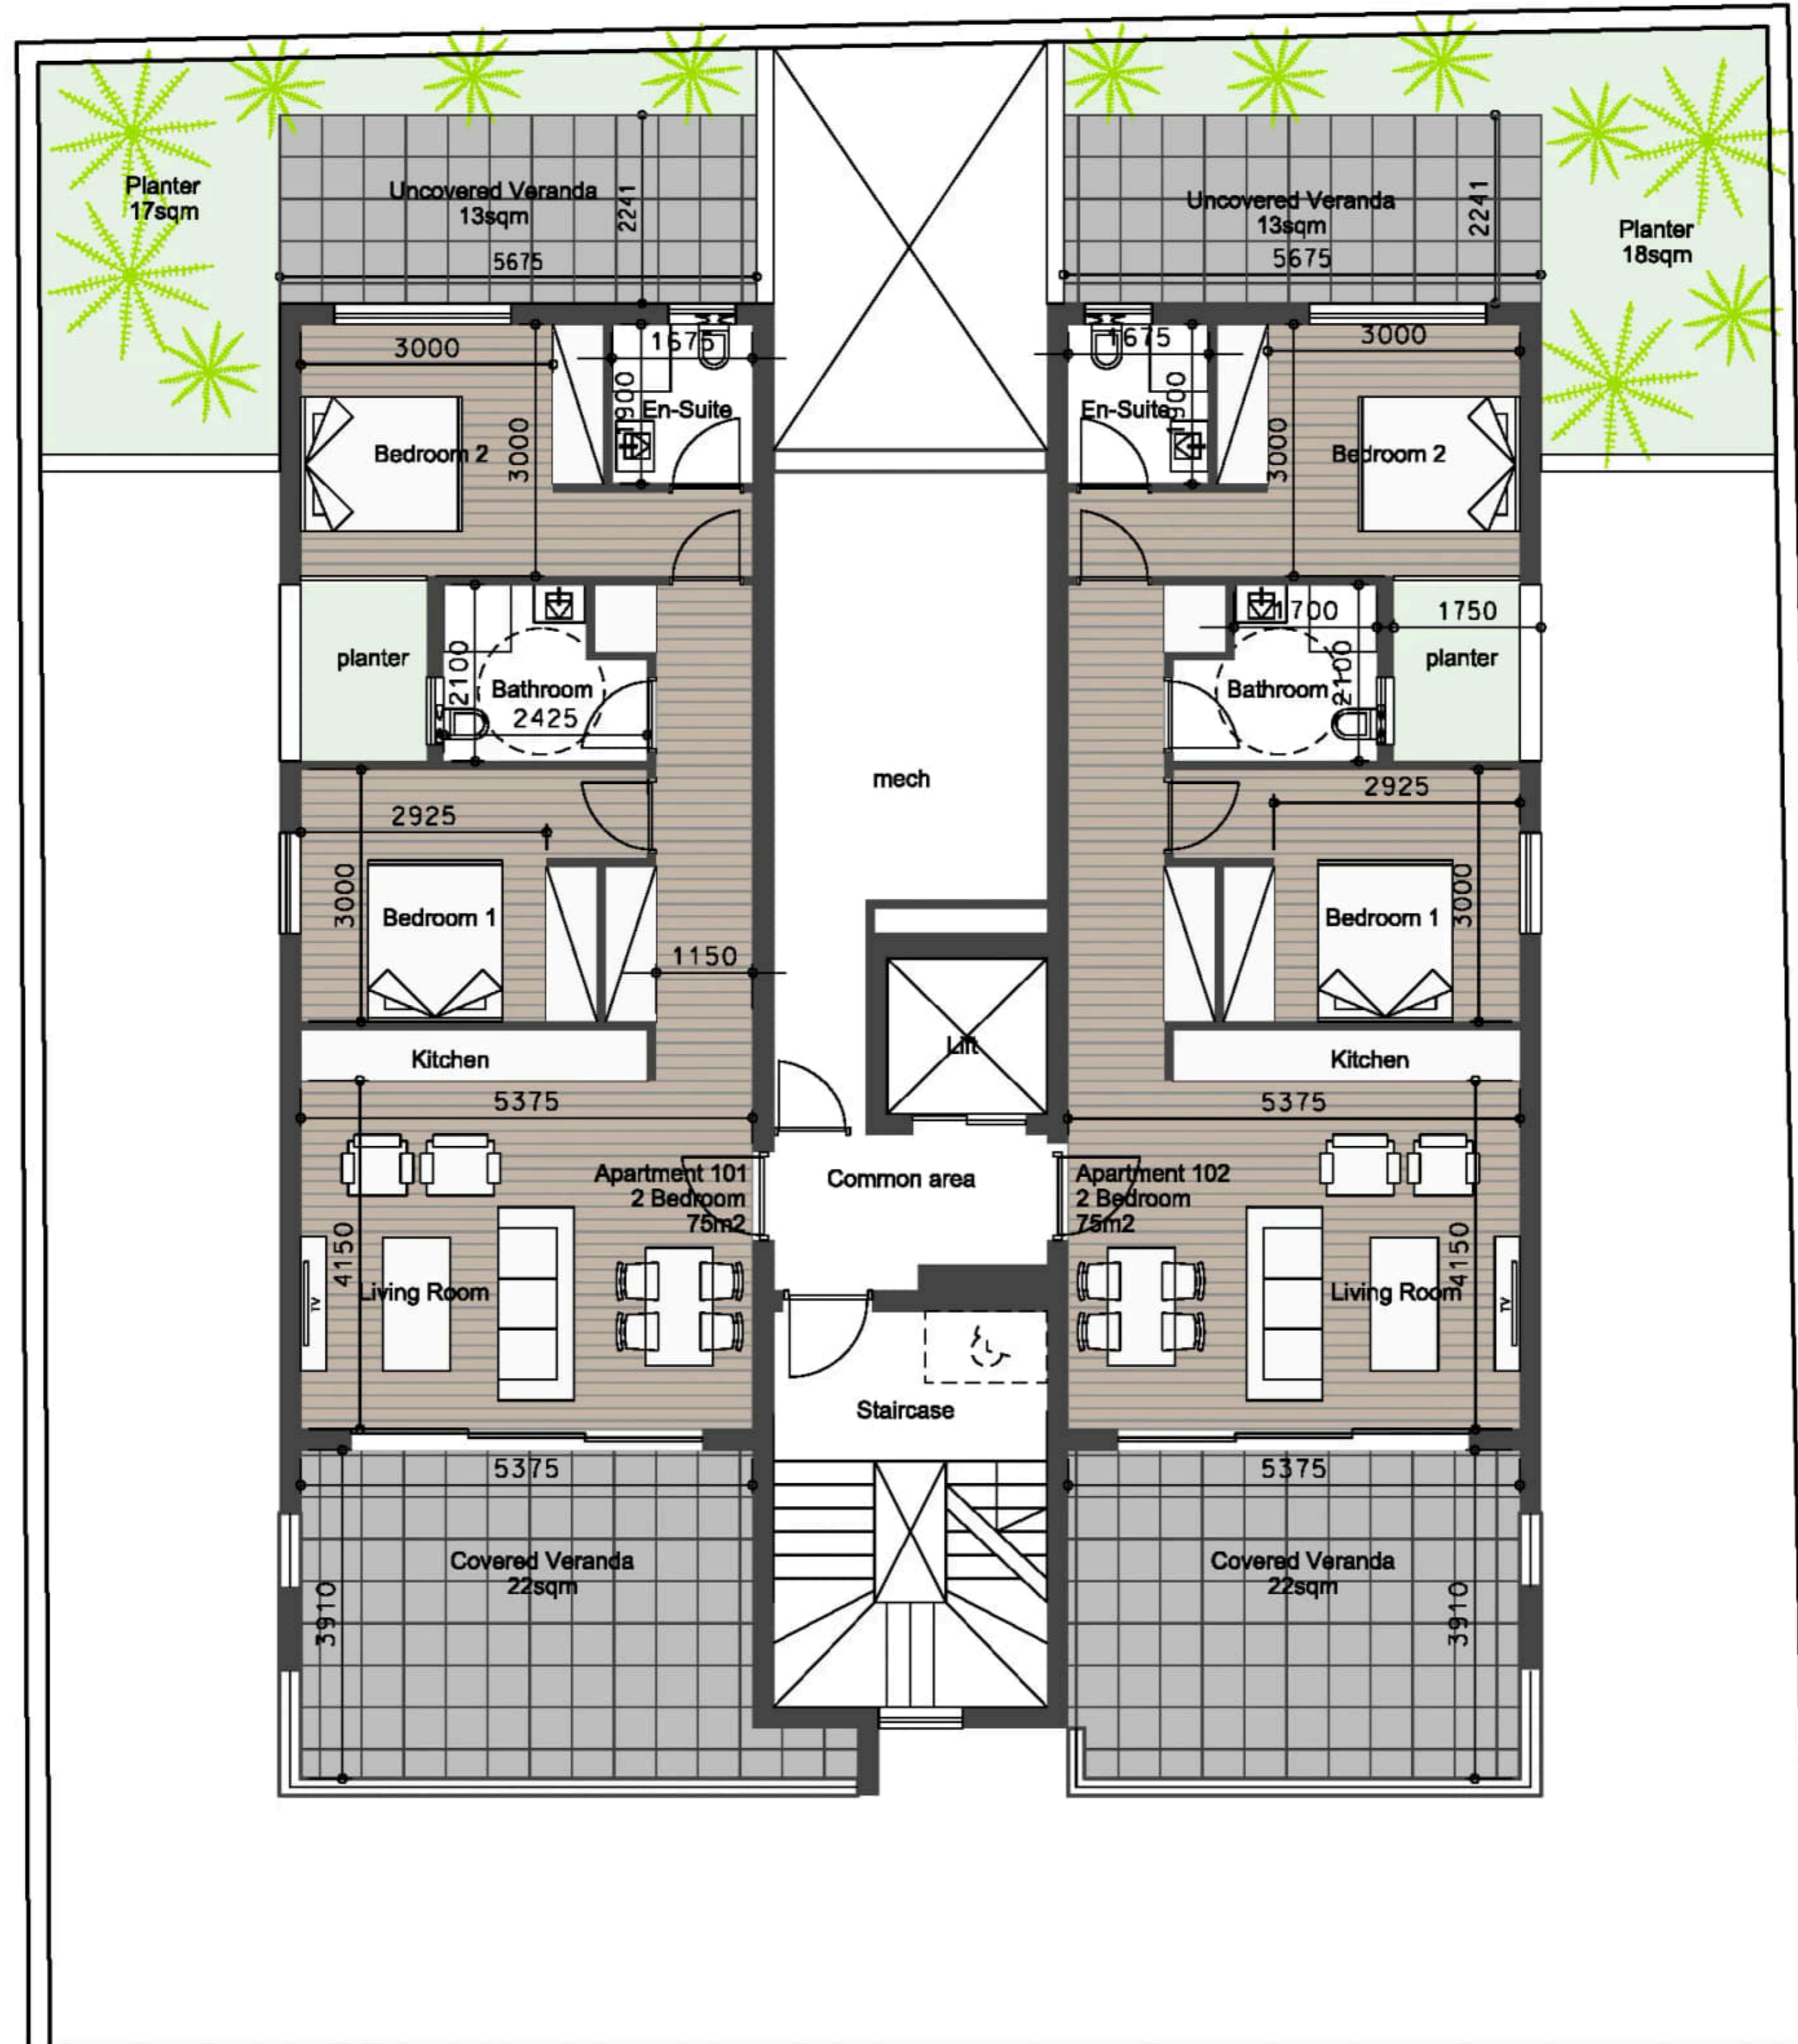 Planter
17sqm
Uncovered Veranda
13sqm
2241
5675
Uncovered Veranda
13sqm
2241
5675
Planter
18sqm
3000
1675
1900
En-Suite
Bedroom 2
3000
1675
1900
En-Suite
3000
3000
Bedroom 2
planter
2100
Bathroom
2425
1700
1750
2100
Bathroom
planter
mech
2925
3000
Bedroom 1
1150
2925
3000
Bedroom 1
Lift
Kitchen
5375
Kitchen
5375
Apartment 101
2 Bedroom
75m2
Common area
Apartment 102
2 Bedroom
75m2
4150
Living Room
TV
4150
Living Room
TV
Staircase
5375
Covered Veranda
22sqm
3910
5375
Covered Veranda
22sqm
3910